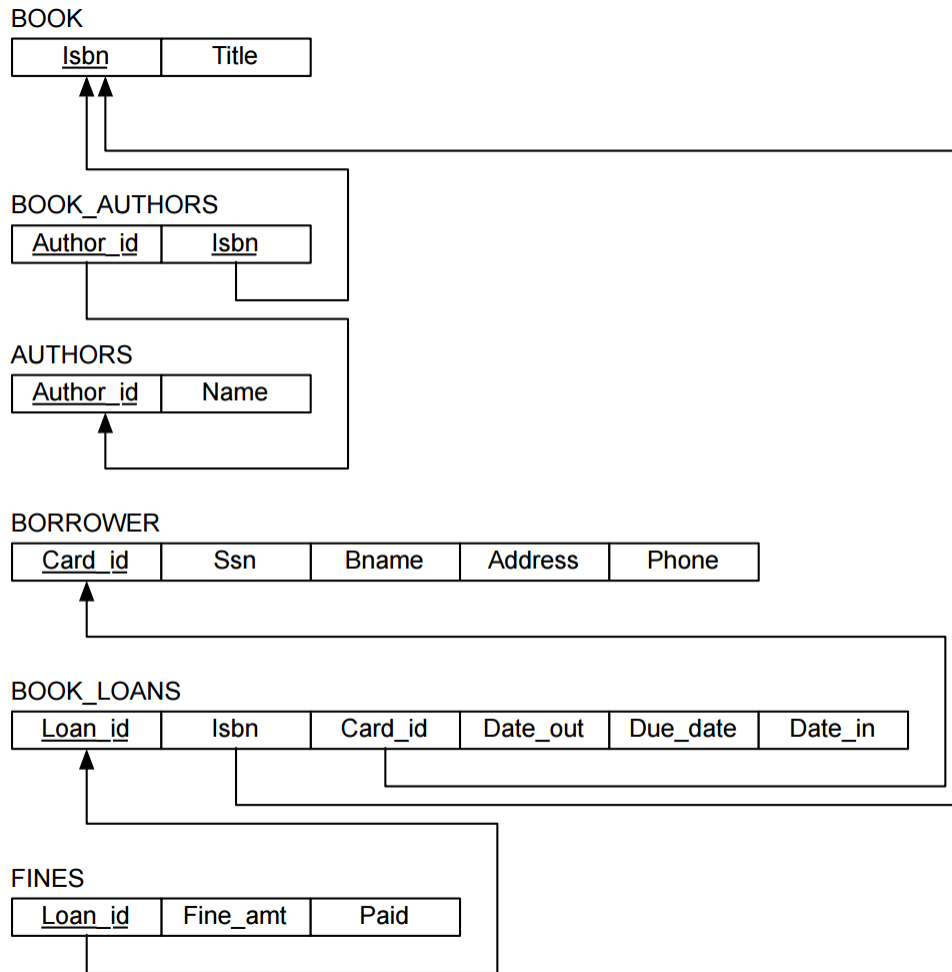 BOOK
Isbn Title
BOOK_AUTHORS
Author_id Isbn
AUTHORS
Author_id Name
BORROWER
Card_id Ssn Bname Address Phone
BOOK_LOANS
Loan_id Isbn Card_id Date_out Due_date Date_in
FINES
Loan_id Fine_amt Paid